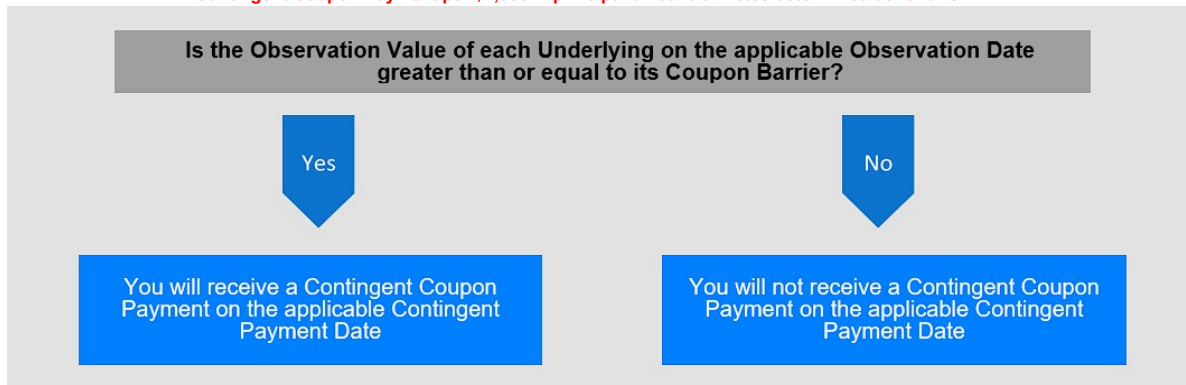 Is the Observation Value of each Underlying on the applicable Observation Date
greater than or equal to its Coupon Barrier?
Yes
No
You will receive a Contingent Coupon
Payment on the applicable Contingent
Payment Date
You will not receive a Contingent Coupon
Payment on the applicable Contingent
Payment Date